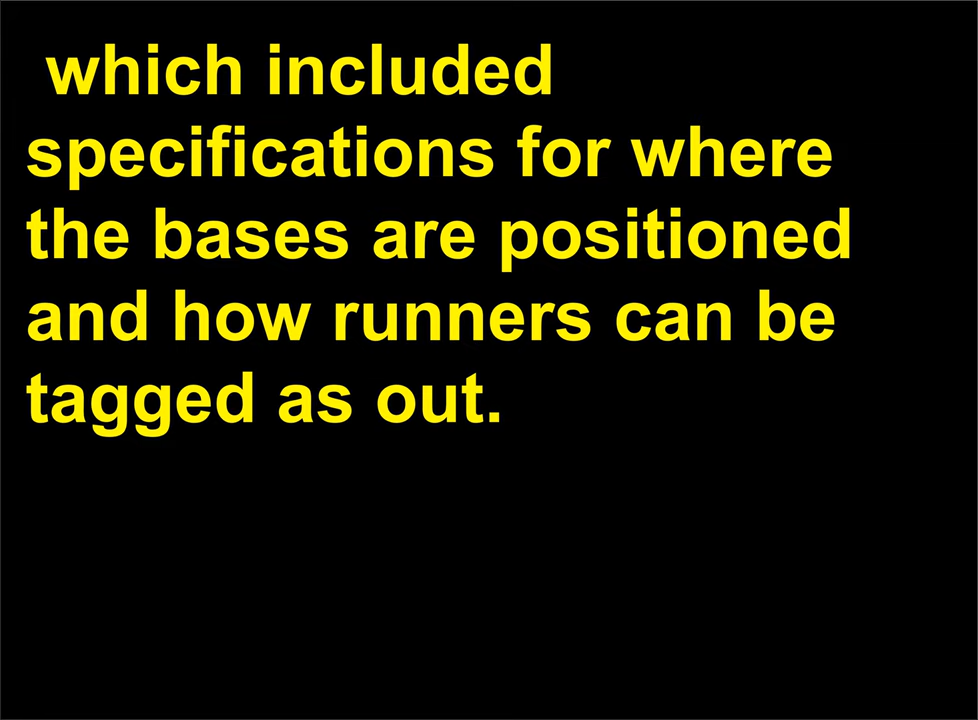 which included
specifications for where
the bases are positioned
and how runners can be
tagged as out.